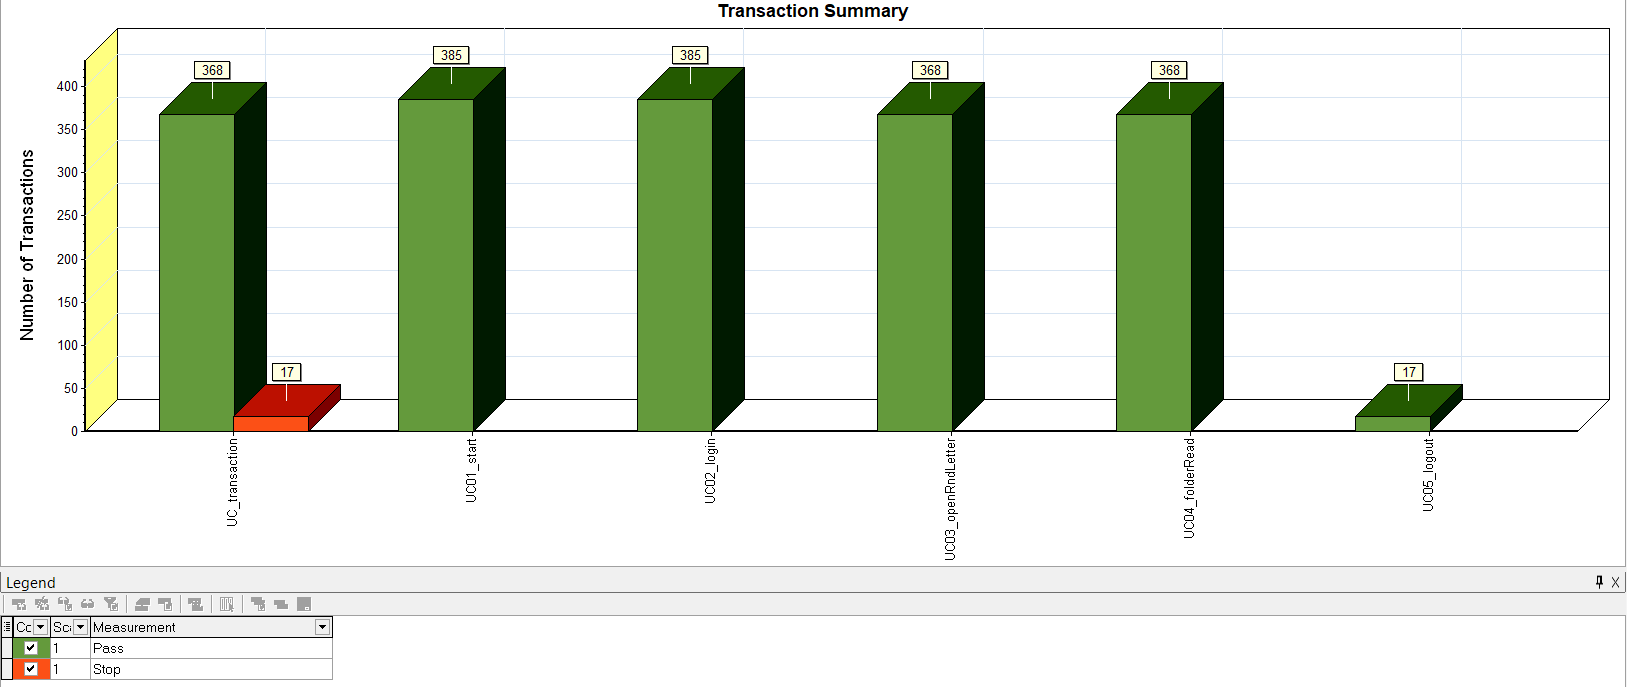 Transaction Summary
368
385
385
368
368
17
17
Number of Transactions
400
350
300
250
200
150
100
50
0
UC_transaction
UC01_start
UC02_login
UC03_openRndLetter
UC04_folderRead
UC05_logout
Legend
Measurement
1 Pass
1 Stop